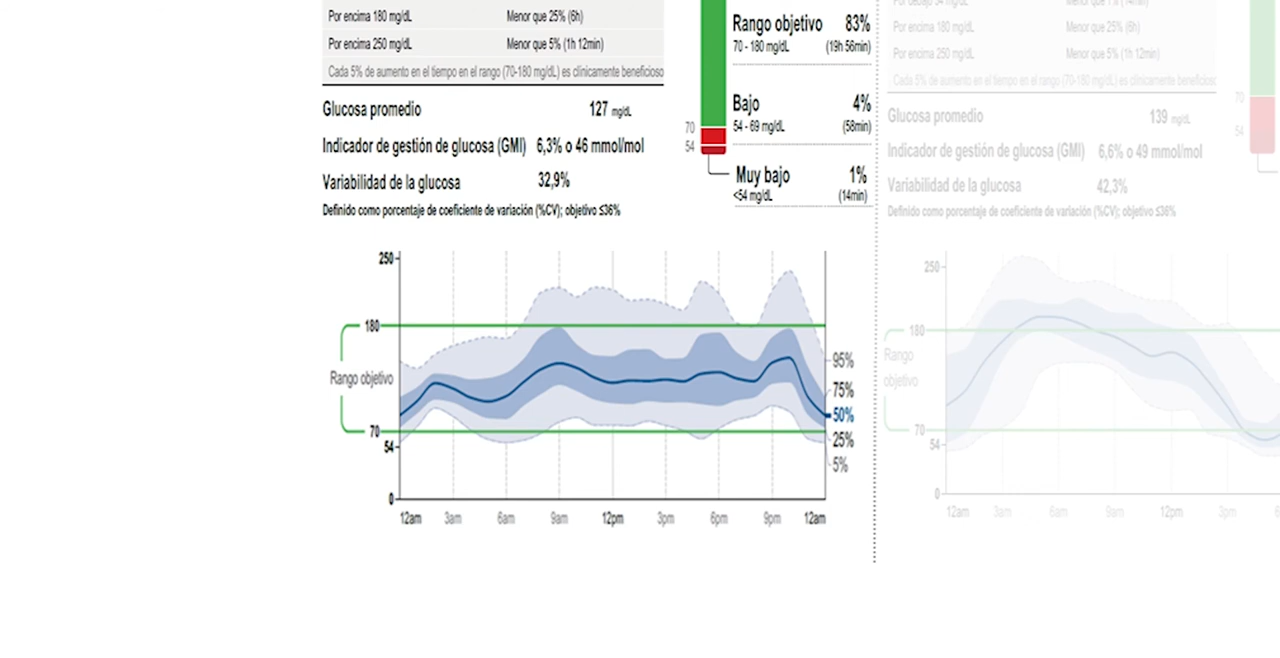 Por encima 180 mg/dL Menor que 25% (6h)
Por encima 250 mg/dL Menor que 5% (1h 12min)
Cada 5% de aumento en el tiempo en el rango (70-180 mg/dL) es clínicamente beneficioso
Glucosa promedio 127 mg/dL
Indicador de gestión de glucosa (GMI) 6,3% o 46 mmol/mol
Variabilidad de la glucosa 32,9%
Definido como porcentaje de coeficiente de variación (%CV); objetivo ≤36%
Rango objetivo 83%
70 - 180 mg/dL (19h 56min)
Bajo 4%
54 - 69 mg/dL (58min)
70
54
Muy bajo 1%
<54 mg/dL (14min)
250
180
Rango objetivo
70
54
0
95%
75%
50%
25%
5%
12am 3am 6am 9am 12pm 3pm 6pm 9pm 12am
Por encima 180 mg/dL Menor que 25% (6h)
Por encima 250 mg/dL Menor que 5% (1h 12min)
Cada 5% de aumento en el tiempo en el rango (70-180 mg/dL) es clínicamente beneficioso
Glucosa promedio 139 mg/dL
Indicador de gestión de glucosa (GMI) 6,6% o 49 mmol/mol
Variabilidad de la glucosa 42,3%
Definido como porcentaje de coeficiente de variación (%CV); objetivo ≤36%
70
54
250
180
Rango
objetivo
70
54
0
12am 3am 6am 9am 12pm 3pm